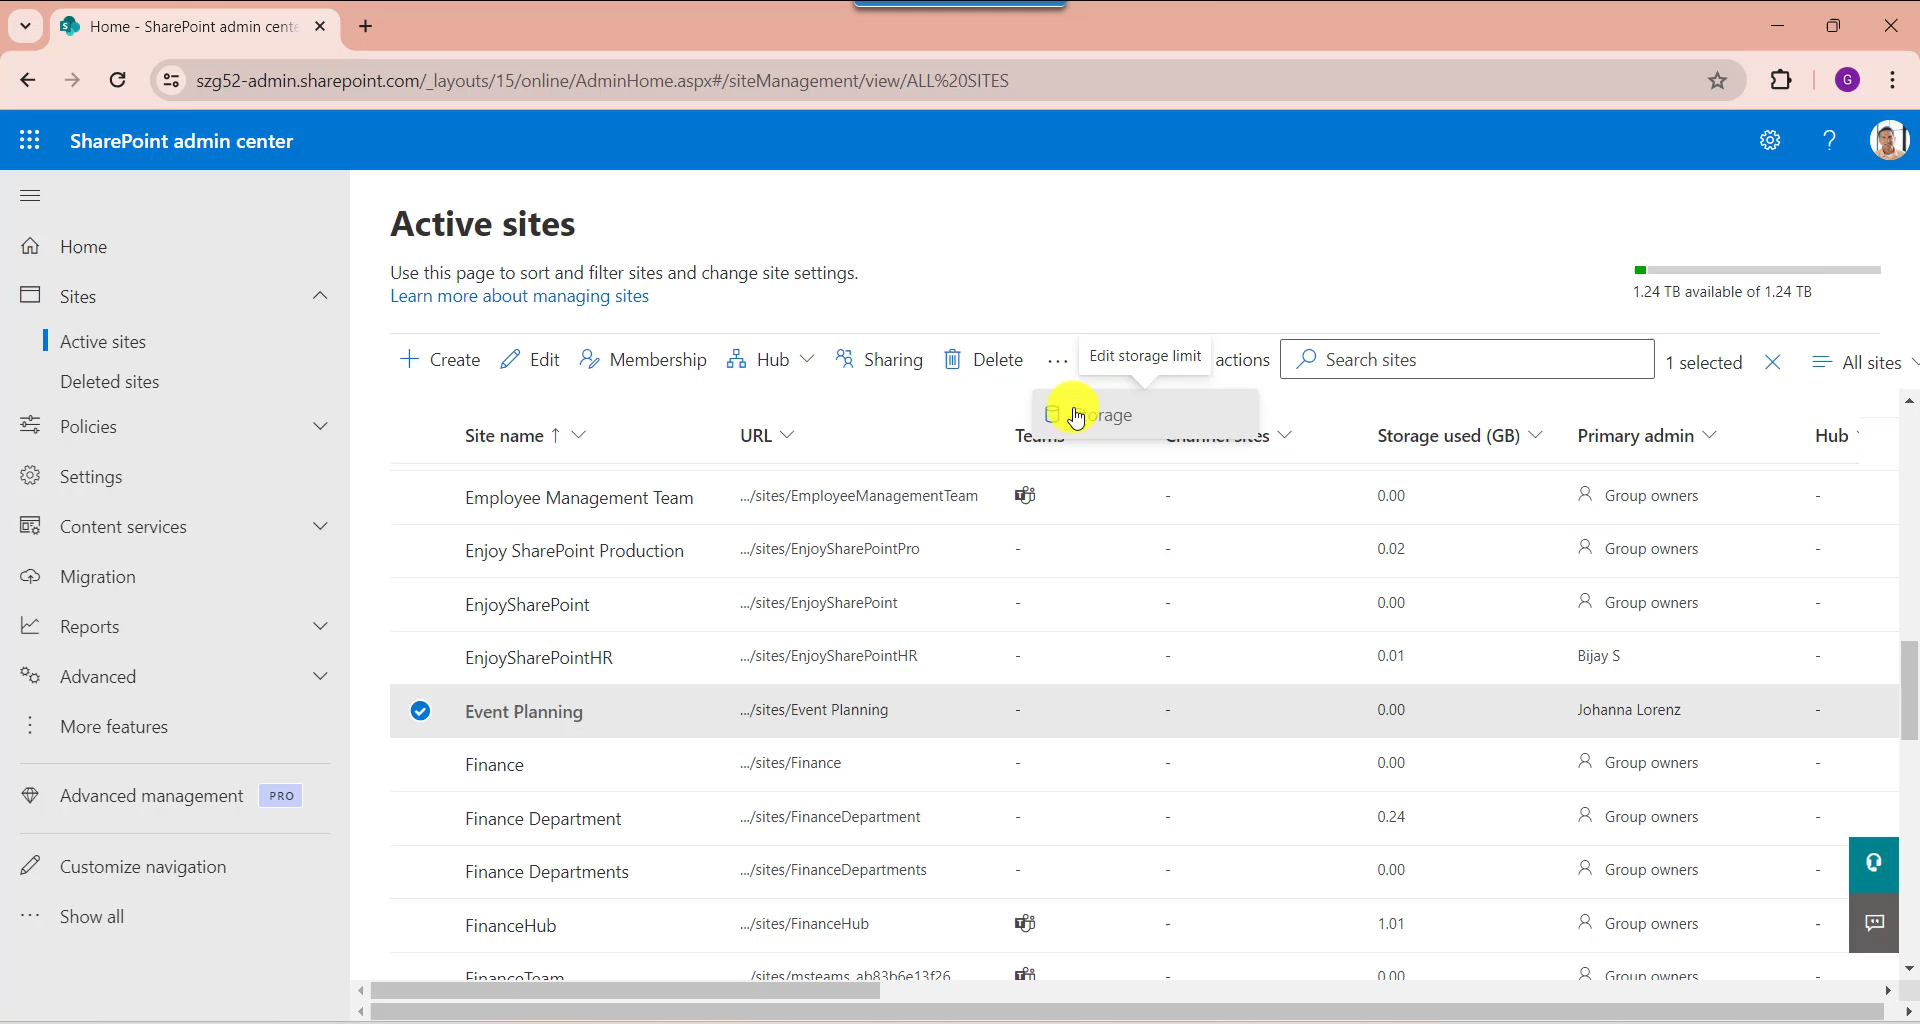 Home - SharePoint admin cente
szg52-admin.sharepoint.com/_layouts/15/online/AdminHome.aspx#/siteManagement/view/ALL%20SITES
G
SharePoint admin center
Home
Sites
Active sites
Deleted sites
Policies
Settings
Content services
Migration
Reports
Advanced
More features
Advanced management PRO
Customize navigation
Show all
Active sites
Use this page to sort and filter sites and change site settings.
Learn more about managing sites
1.24 TB available of 1.24 TB
Create Edit Membership Hub Sharing Delete ... Edit storage limit actions Search sites 1 selected All sites
Site name ↑ URL Teams Channel sites Storage used (GB) Primary admin Hub
Employee Management Team .../sites/EmployeeManagementTeam - 0.00 Group owners -
Enjoy SharePoint Production .../sites/EnjoySharePointPro - - 0.02 Group owners -
EnjoySharePoint .../sites/EnjoySharePoint - - 0.00 Group owners -
EnjoySharePointHR .../sites/EnjoySharePointHR - - 0.01 Bijay S -
Event Planning .../sites/Event Planning - - 0.00 Johanna Lorenz -
Finance .../sites/Finance - - 0.00 Group owners -
Finance Department .../sites/FinanceDepartment - - 0.24 Group owners -
Finance Departments .../sites/FinanceDepartments - - 0.00 Group owners -
FinanceHub .../sites/FinanceHub - 1.01 Group owners -
FinanceTeam /sites/msteams_ab83b6e13f26 0.00 Group owners